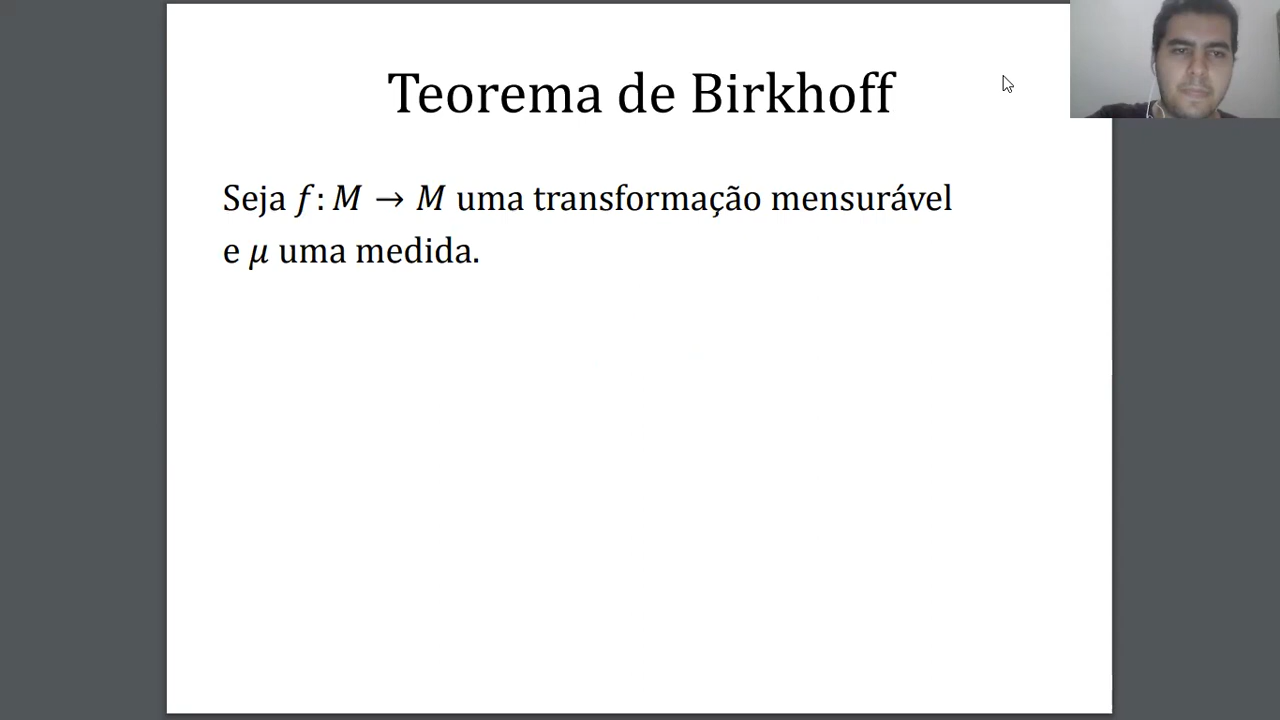 Teorema de Birkhoff
Seja f: M → M uma transformação mensurável
e μ uma medida.